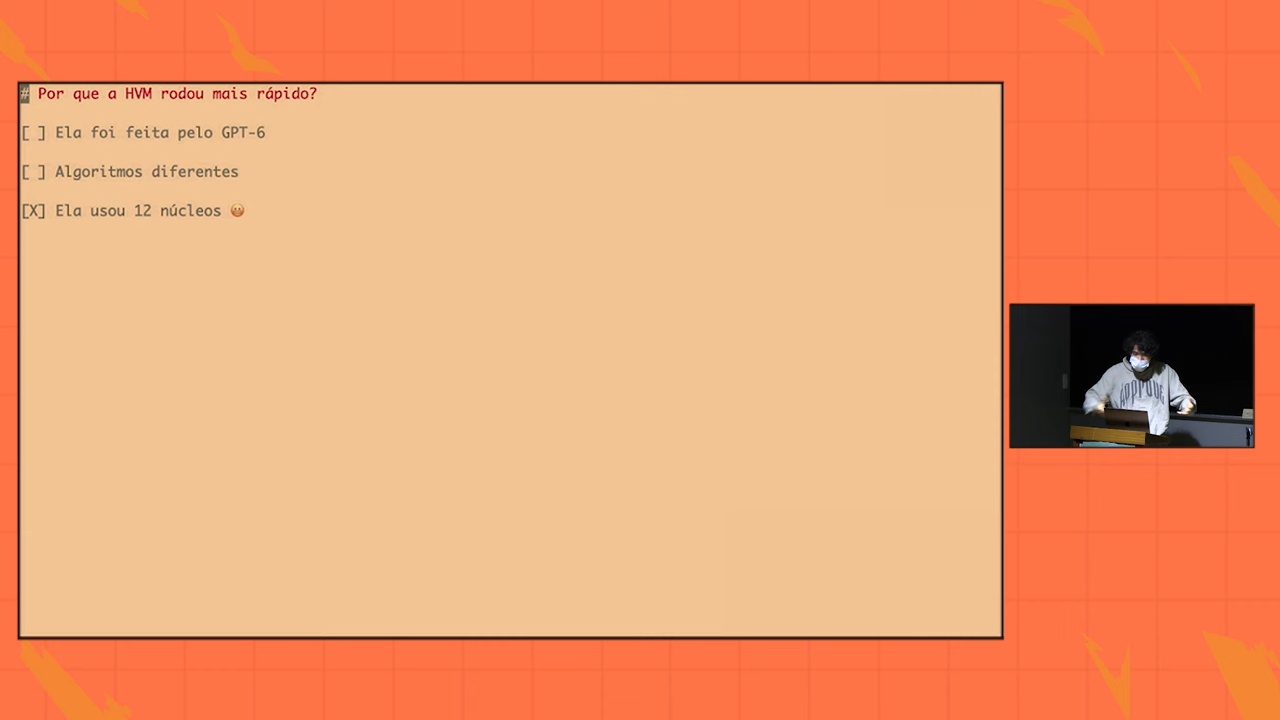 # Por que a HVM rodou mais rápido?
[ ] Ela foi feita pelo GPT-6
[ ] Algoritmos diferentes
[X] Ela usou 12 núcleos 😀